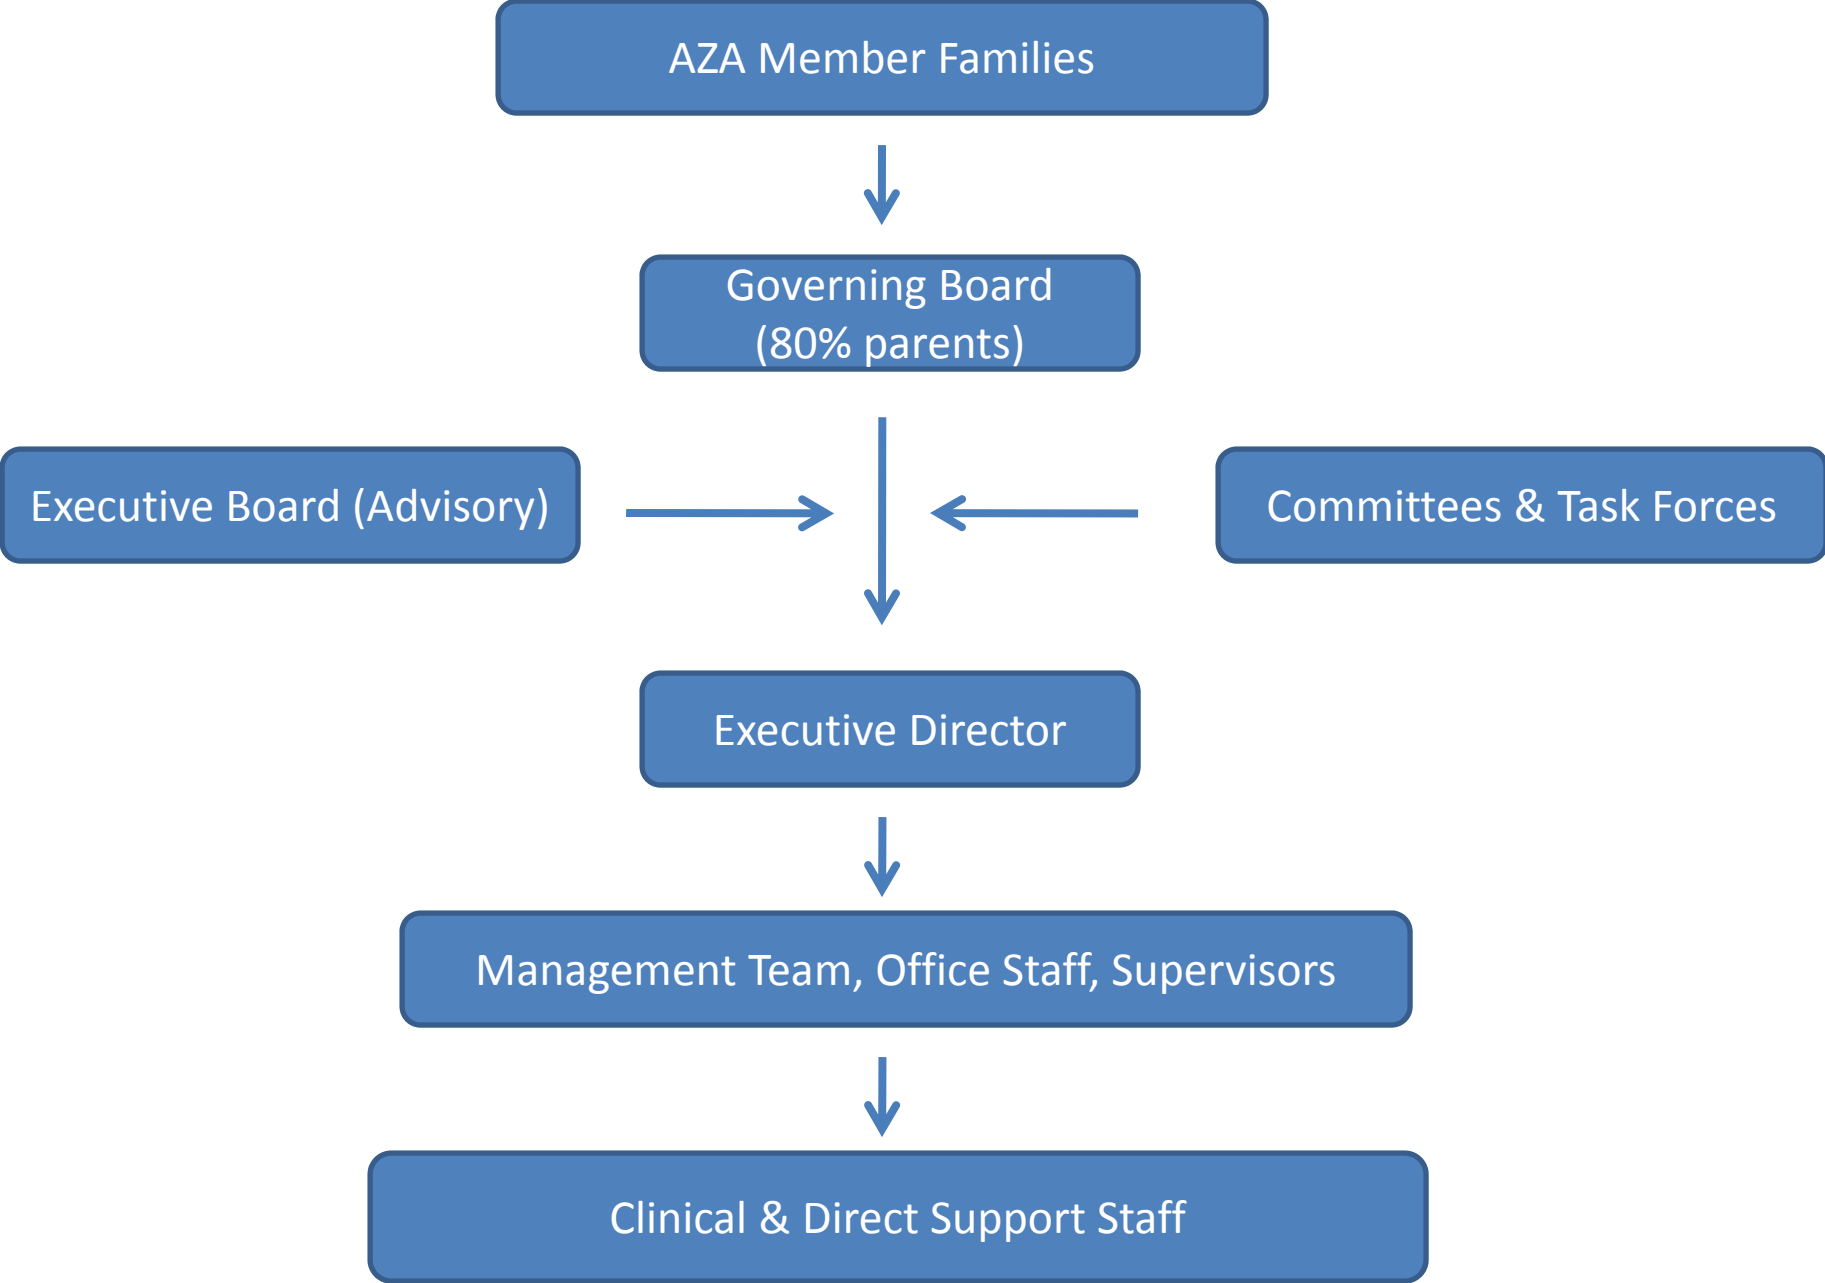 AZA Member Families
Governing Board
(80% parents)
Executive Board (Advisory)
Committees & Task Forces
Executive Director
Management Team, Office Staff, Supervisors
Clinical & Direct Support Staff